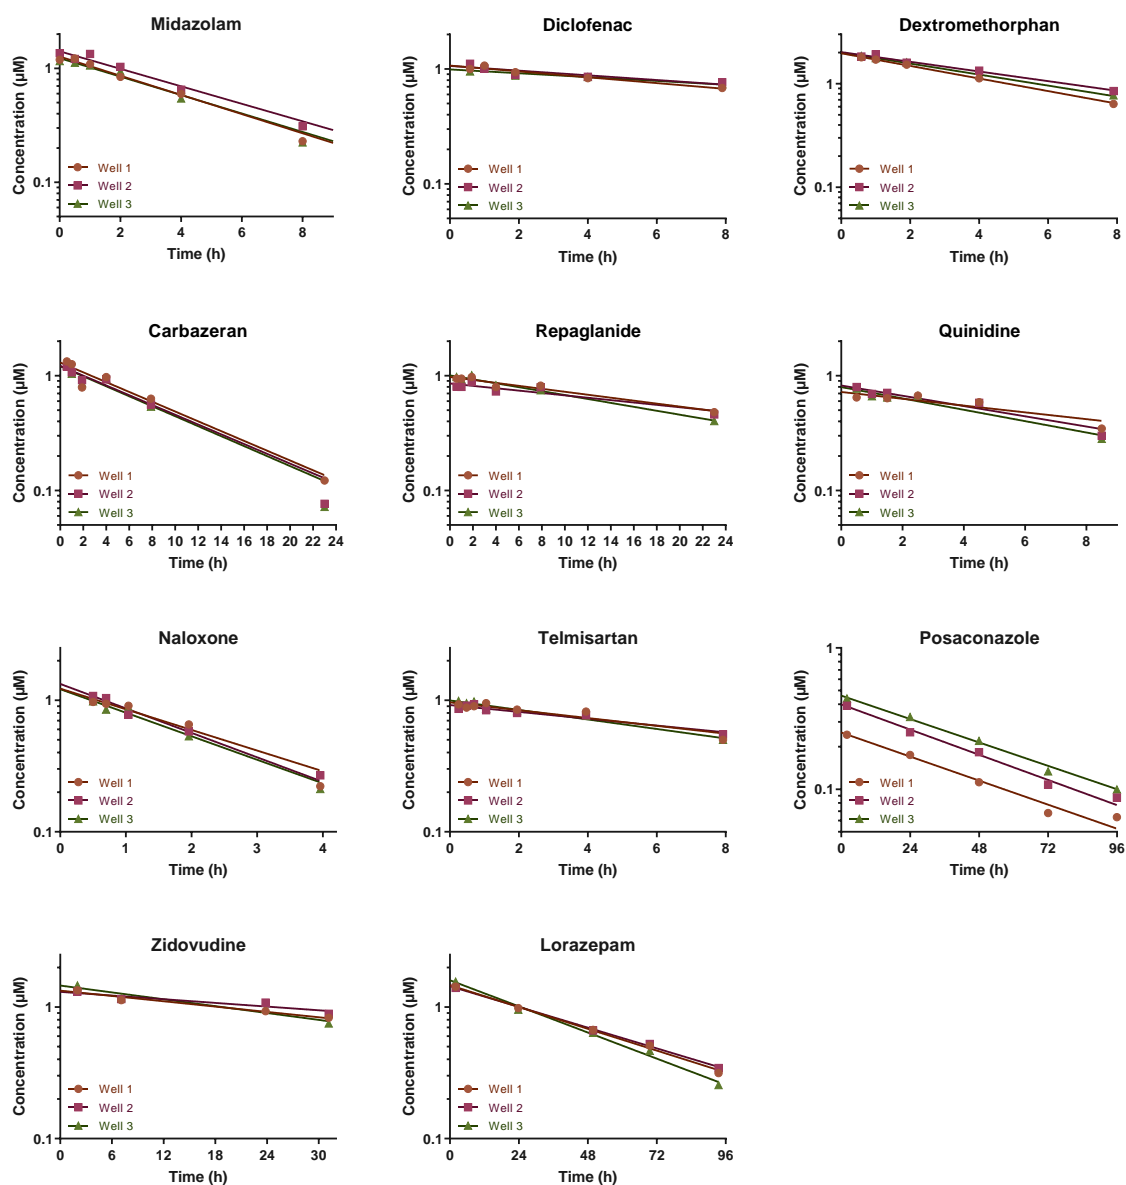 Midazolam
Concentration (µM)
1
0.1
Well 1
Well 2
Well 3
0 2 4 6 8
Time (h)
Diclofenac
Concentration (µM)
1
0.1
Well 1
Well 2
Well 3
0 2 4 6 8
Time (h)
Dextromethorphan
Concentration (µM)
1
0.1
Well 1
Well 2
Well 3
0 2 4 6 8
Time (h)
Carbazeran
Concentration (µM)
1
0.1
Well 1
Well 2
Well 3
0 2 4 6 8 10 12 14 16 18 20 22 24
Time (h)
Repaglanide
Concentration (µM)
1
0.1
Well 1
Well 2
Well 3
0 2 4 6 8 10 12 14 16 18 20 22 24
Time (h)
Quinidine
Concentration (µM)
1
0.1
Well 1
Well 2
Well 3
0 2 4 6 8
Time (h)
Naloxone
Concentration (µM)
1
0.1
Well 1
Well 2
Well 3
0 1 2 3 4
Time (h)
Telmisartan
Concentration (µM)
1
0.1
Well 1
Well 2
Well 3
0 2 4 6 8
Time (h)
Posaconazole
Concentration (µM)
1
0.1
Well 1
Well 2
Well 3
0 24 48 72 96
Time (h)
Zidovudine
Concentration (µM)
1
0.1
Well 1
Well 2
Well 3
0 6 12 18 24 30
Time (h)
Lorazepam
Concentration (µM)
1
0.1
Well 1
Well 2
Well 3
0 24 48 72 96
Time (h)